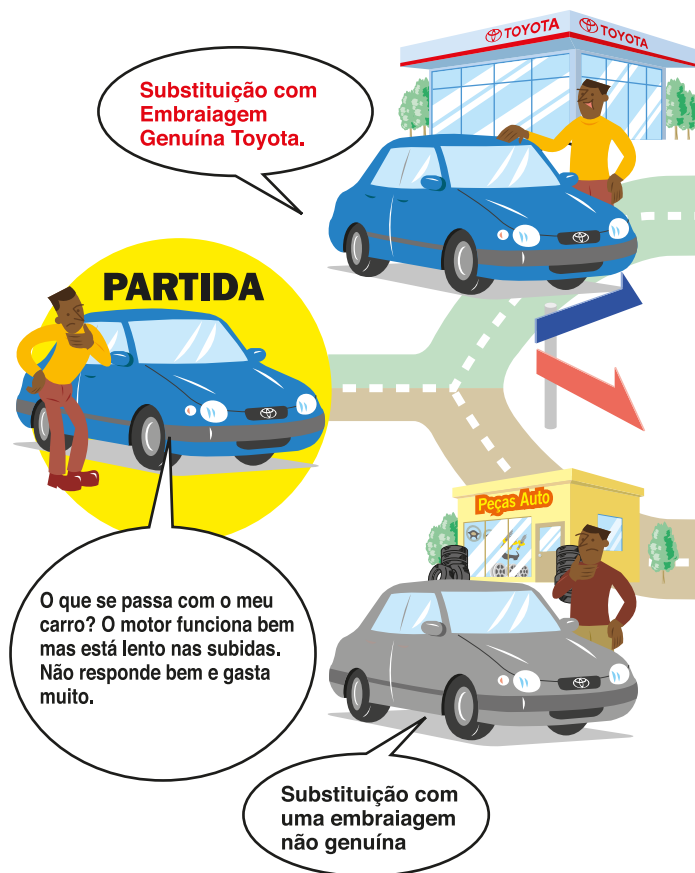 TOYOTA
TOYOTA
Substituição com
Embraiagem
Genuína Toyota.
PARTIDA
Peças Auto
O que se passa com o meu
carro? O motor funciona bem
mas está lento nas subidas.
Não responde bem e gasta
muito.
Substituição com
uma embraiagem
não genuína